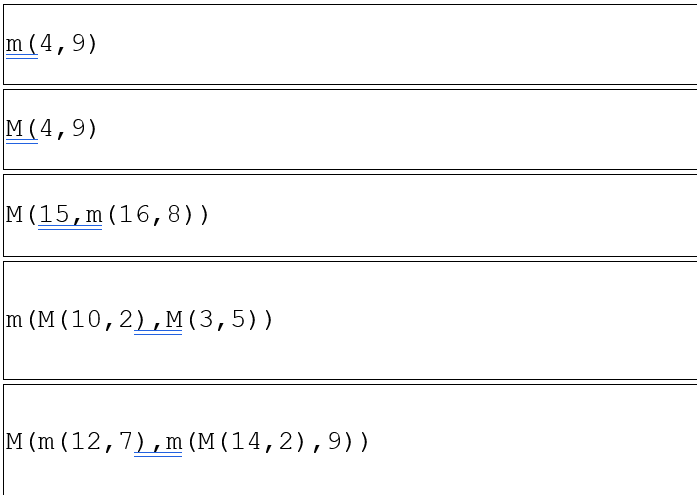 m(4,9)
M(4,9)
M(15,m(16,8))
m(M(10,2),M(3,5))
M(m(12,7),m(M(14,2),9))